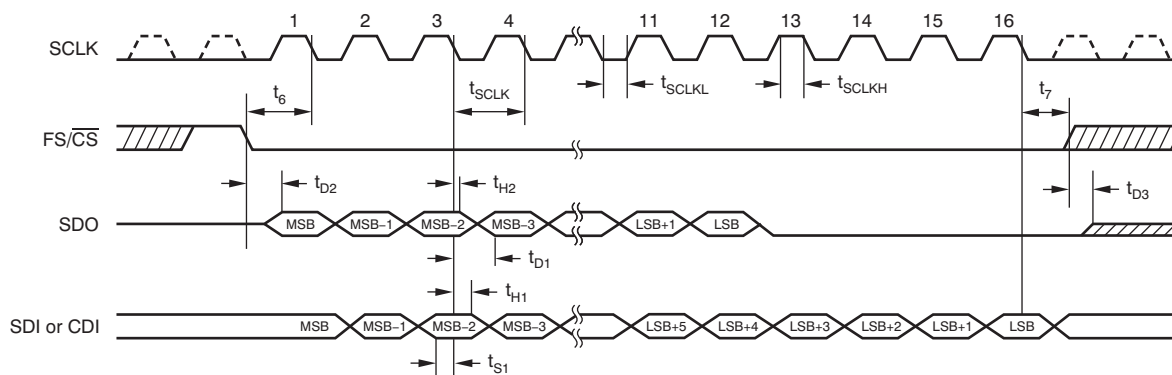 1 2 3 4 11 12 13 14 15 16
SCLK
t6 tSCLK tSCLKL tSCLKH t7
FS/CS
tD2 tH2 tD3
SDO MSB MSB–1 MSB–2 MSB–3 LSB+1 LSB
tD1
tH1
SDI or CDI MSB MSB–1 MSB–2 MSB–3 LSB+5 LSB+4 LSB+3 LSB+2 LSB+1 LSB
tS1